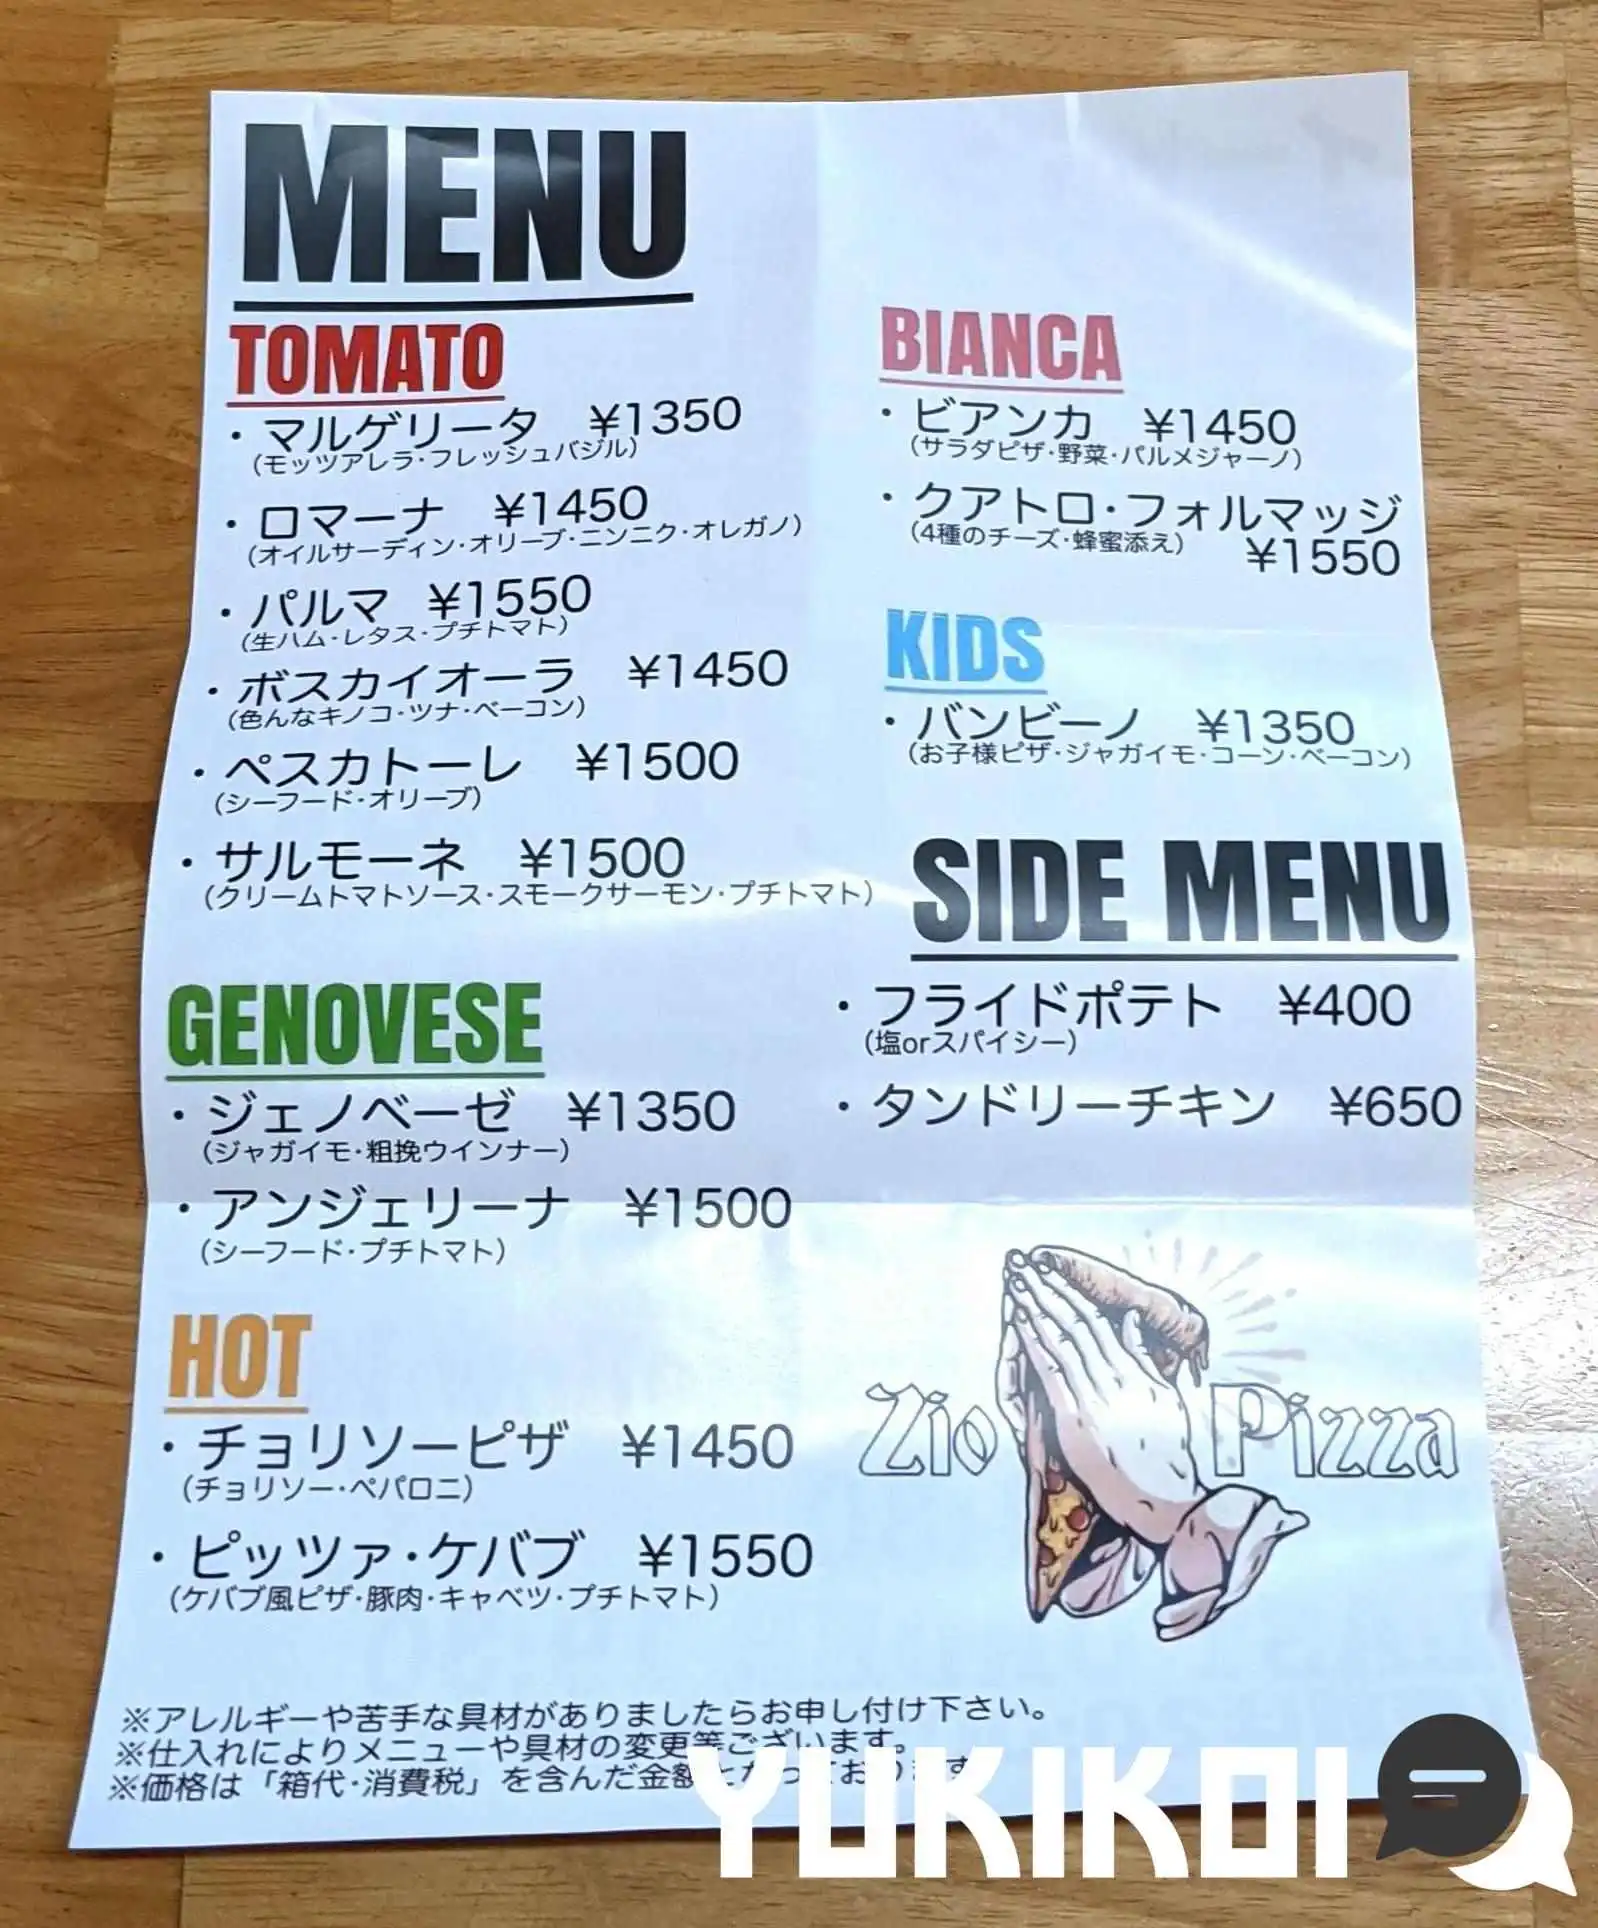 MENU
TOMATO
・マルゲリータ ¥1350
(モッツアレラ・フレッシュバジル)
・ロマーナ ¥1450
(オイルサーディン・オリーブ・ニンニク・オレガノ)
・パルマ ¥1550
(生ハム・レタス・プチトマト)
・ボスカイオーラ ¥1450
(色んなキノコ・ツナ・ベーコン)
・ペスカトーレ ¥1500
(シーフード・オリーブ)
・サルモーネ ¥1500
(クリームトマトソース・スモークサーモン・プチトマト)
GENOVESE
・ジェノベーゼ ¥1350
(ジャガイモ・粗挽ウインナー)
・アンジェリーナ ¥1500
(シーフード・プチトマト)
HOT
・チョリソーピザ ¥1450
(チョリソー・ペパロニ)
・ピッツァ・ケバブ ¥1550
(ケバブ風ピザ・豚肉・キャベツ・プチトマト)
BIANCA
・ビアンカ ¥1450
(サラダピザ・野菜・パルメジャーノ)
・クアトロ・フォルマッジ
(4種のチーズ・蜂蜜添え) ¥1550
KIDS
・バンビーノ ¥1350
(お子様ピザ・ジャガイモ・コーン・ベーコン)
SIDE MENU
・フライドポテト ¥400
(塩orスパイシー)
・タンドリーチキン ¥650
Zio Pizza
※アレルギーや苦手な具材がありましたらお申し付け下さい。
※仕入れによりメニューや具材の変更等ございます。
※価格は「箱代・消費税」を含んだ金額となっております
YUKIKOI